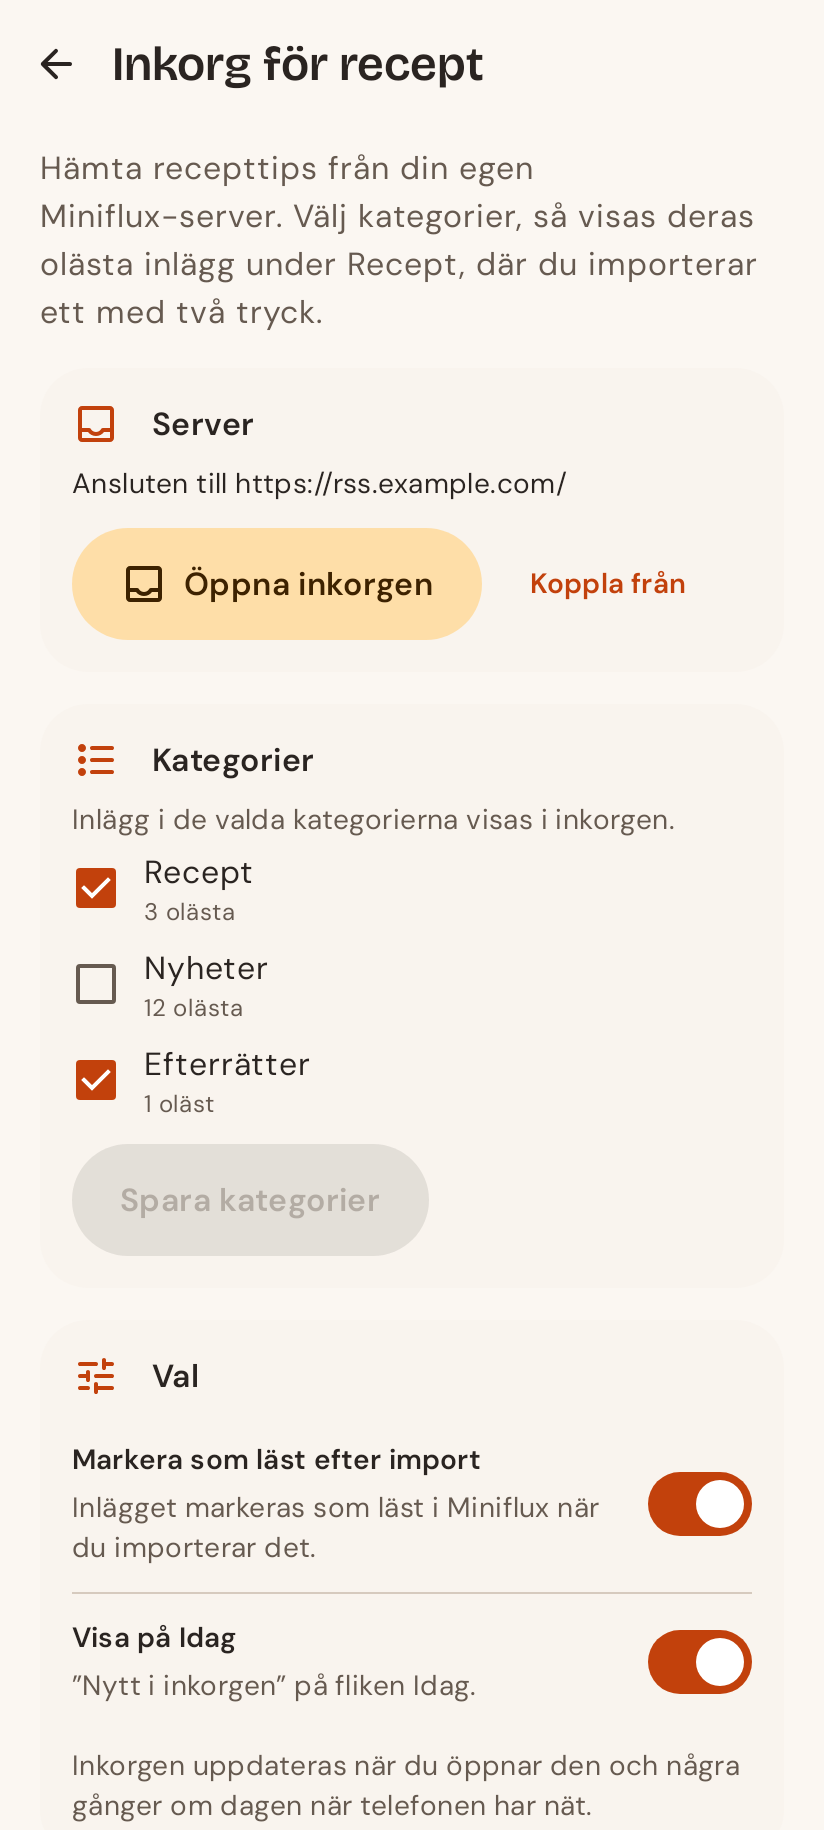 Inkorg för recept
Hämta recepttips från din egen
Miniflux-server. Välj kategorier, så visas deras
olästa inlägg under Recept, där du importerar
ett med två tryck.
Server
Ansluten till https://rss.example.com/
Öppna inkorgen
Koppla från
Kategorier
Inlägg i de valda kategorierna visas i inkorgen.
Recept
3 olästa
Nyheter
12 olästa
Efterrätter
1 oläst
Spara kategorier
Val
Markera som läst efter import
Inlägget markeras som läst i Miniflux när
du importerar det.
Visa på Idag
”Nytt i inkorgen” på fliken Idag.
Inkorgen uppdateras när du öppnar den och några
gånger om dagen när telefonen har nät.